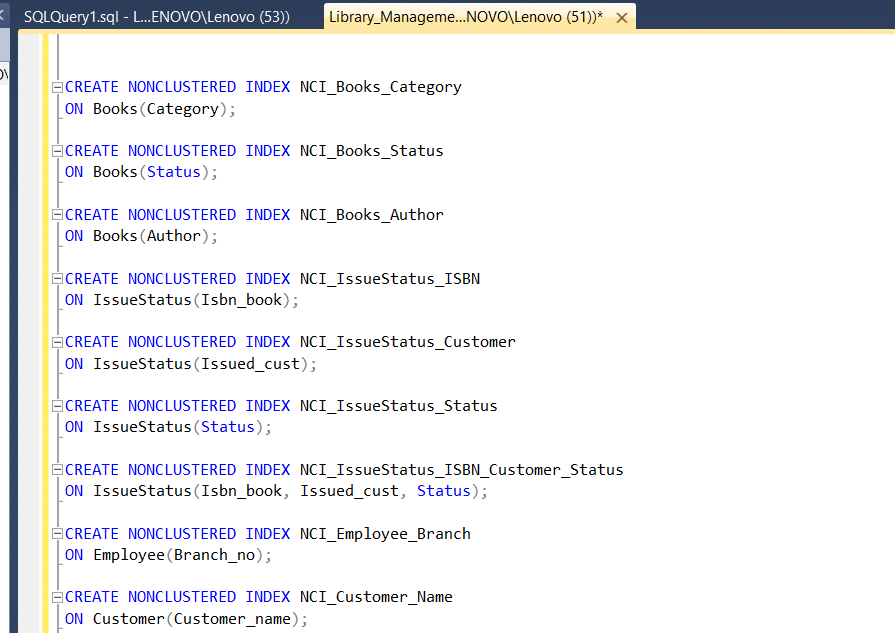 SQLQuery1.sql - L...ENOVO\Lenovo (53))
Library_Manageme...NOVO\Lenovo (51))*
CREATE NONCLUSTERED INDEX NCI_Books_Category
ON Books(Category);
CREATE NONCLUSTERED INDEX NCI_Books_Status
ON Books(Status);
CREATE NONCLUSTERED INDEX NCI_Books_Author
ON Books(Author);
CREATE NONCLUSTERED INDEX NCI_IssueStatus_ISBN
ON IssueStatus(Isbn_book);
CREATE NONCLUSTERED INDEX NCI_IssueStatus_Customer
ON IssueStatus(Issued_cust);
CREATE NONCLUSTERED INDEX NCI_IssueStatus_Status
ON IssueStatus(Status);
CREATE NONCLUSTERED INDEX NCI_IssueStatus_ISBN_Customer_Status
ON IssueStatus(Isbn_book, Issued_cust, Status);
CREATE NONCLUSTERED INDEX NCI_Employee_Branch
ON Employee(Branch_no);
CREATE NONCLUSTERED INDEX NCI_Customer_Name
ON Customer(Customer_name);